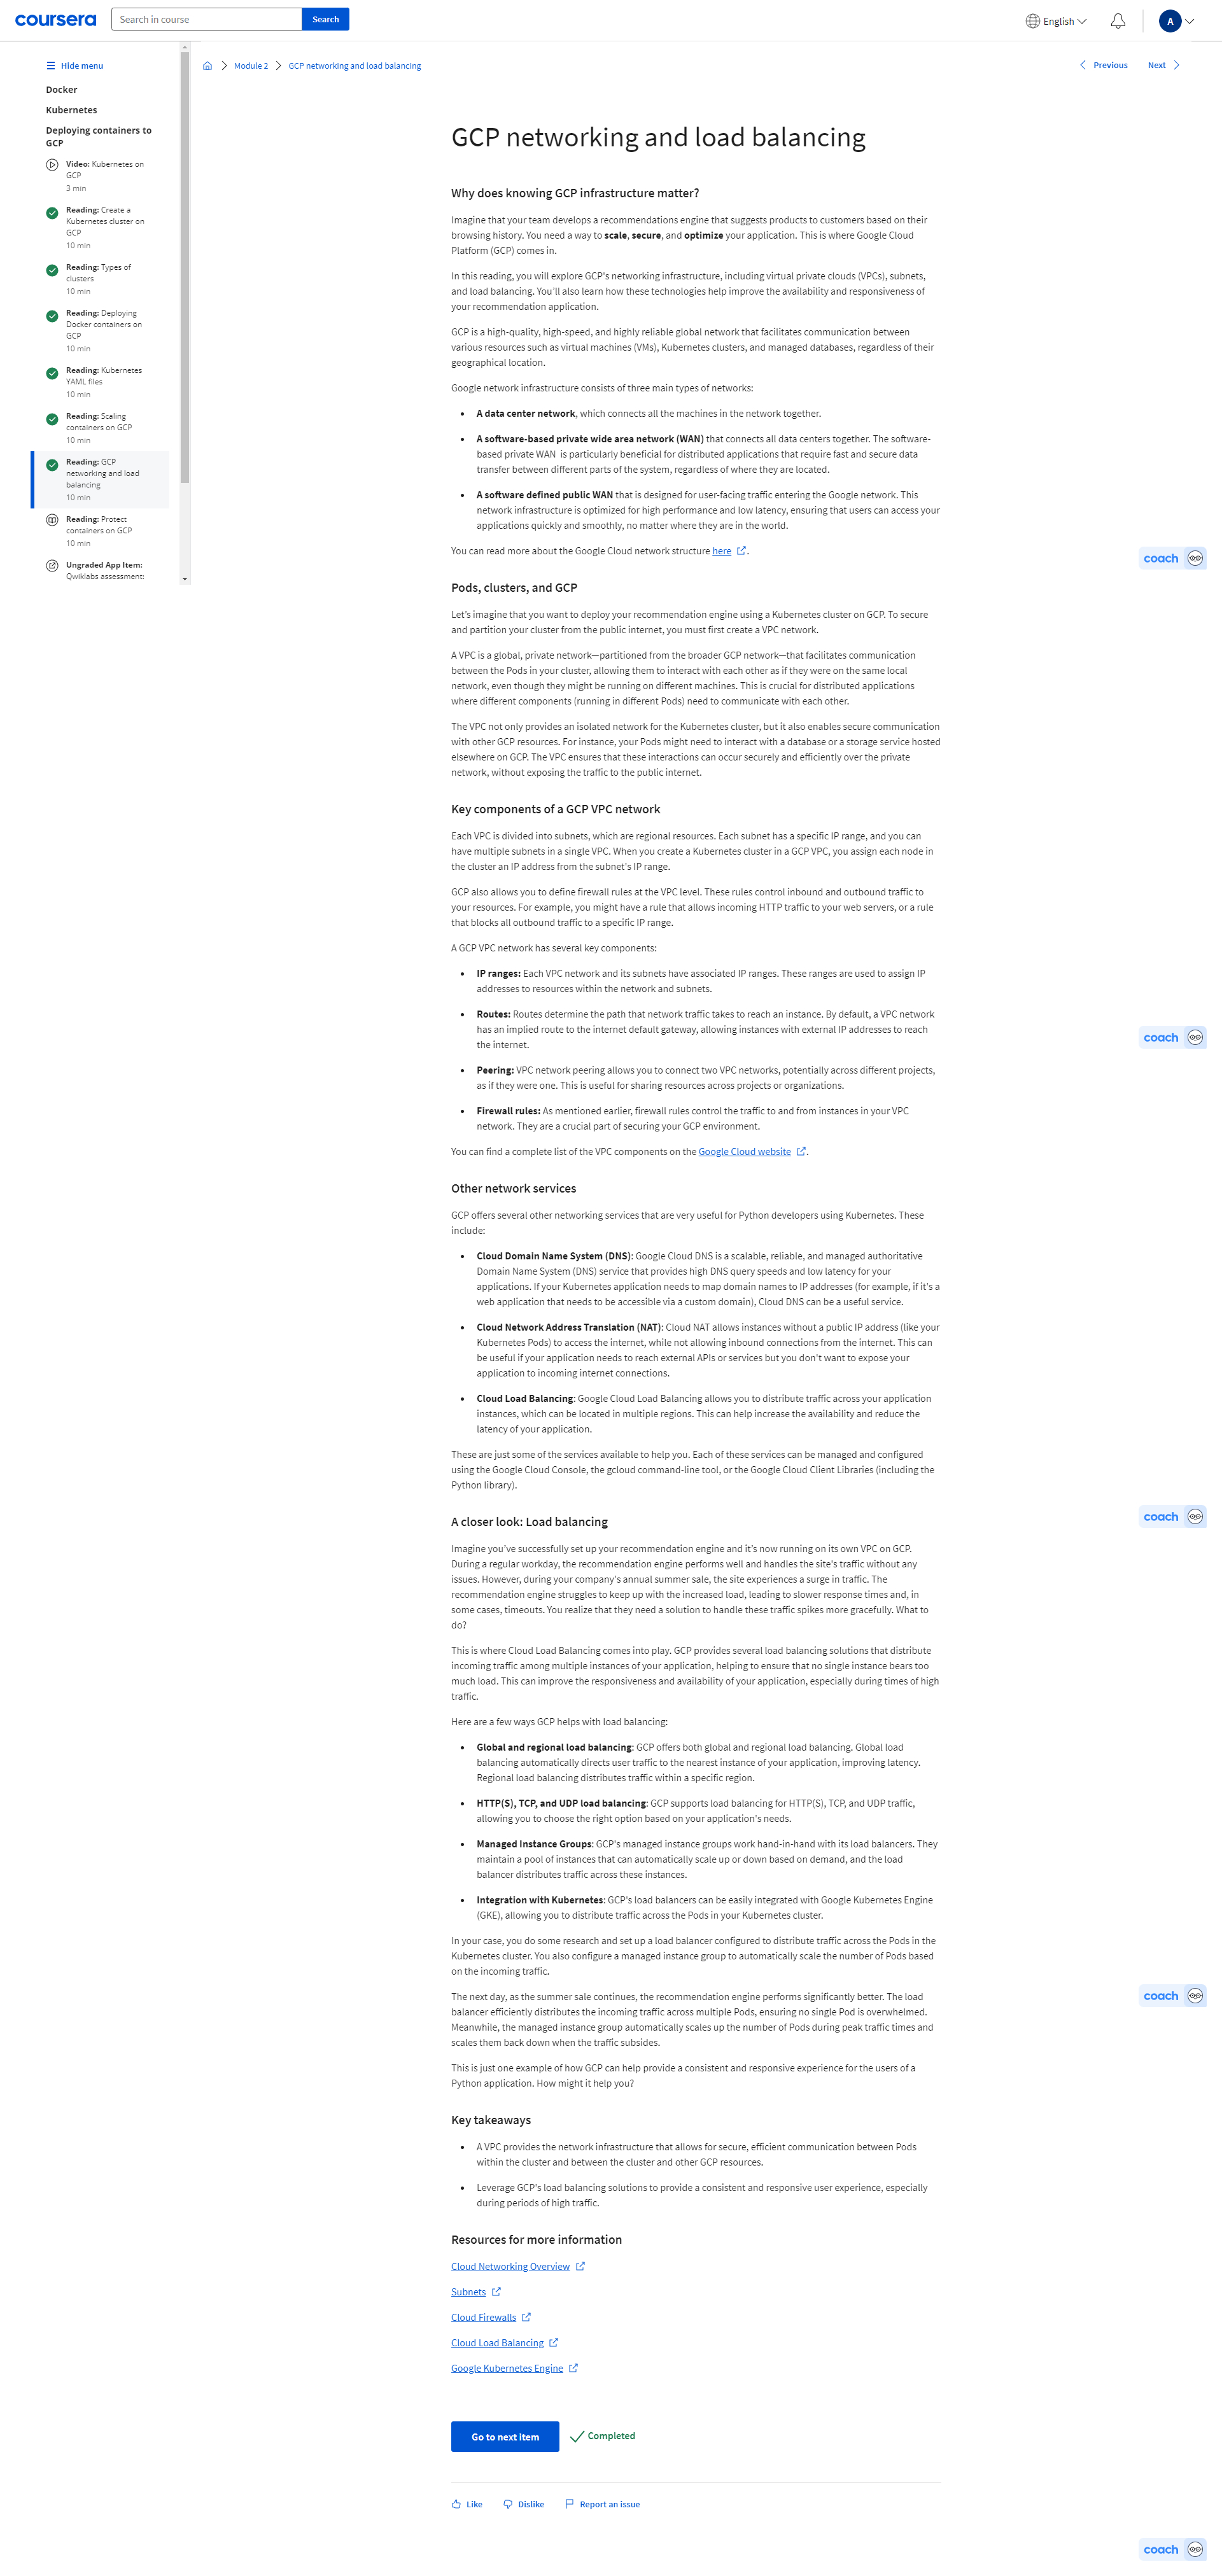 coursera
Search in course
Search
English
A
Hide menu
Docker
Kubernetes
Deploying containers to
GCP
Video: Kubernetes on
GCP
3 min
Reading: Create a
Kubernetes cluster on
GCP
10 min
Reading: Types of
clusters
10 min
Reading: Deploying
Docker containers on
GCP
10 min
Reading: Kubernetes
YAML files
10 min
Reading: Scaling
containers on GCP
10 min
Reading: GCP
networking and load
balancing
10 min
Reading: Protect
containers on GCP
10 min
Ungraded App Item:
Qwiklabs assessment:
Module 2
GCP networking and load balancing
Previous
Next
GCP networking and load balancing
Why does knowing GCP infrastructure matter?
Imagine that your team develops a recommendations engine that suggests products to customers based on their
browsing history. You need a way to scale, secure, and optimize your application. This is where Google Cloud
Platform (GCP) comes in.
In this reading, you will explore GCP's networking infrastructure, including virtual private clouds (VPCs), subnets,
and load balancing. You'll also learn how these technologies help improve the availability and responsiveness of
your recommendation application.
GCP is a high-quality, high-speed, and highly reliable global network that facilitates communication between
various resources such as virtual machines (VMs), Kubernetes clusters, and managed databases, regardless of their
geographical location.
Google network infrastructure consists of three main types of networks:
• A data center network, which connects all the machines in the network together.
• A software-based private wide area network (WAN) that connects all data centers together. The software-
based private WAN is particularly beneficial for distributed applications that require fast and secure data
transfer between different parts of the system, regardless of where they are located.
• A software defined public WAN that is designed for user-facing traffic entering the Google network. This
network infrastructure is optimized for high performance and low latency, ensuring that users can access your
applications quickly and smoothly, no matter where they are in the world.
You can read more about the Google Cloud network structure here.
coach
Pods, clusters, and GCP
Let's imagine that you want to deploy your recommendation engine using a Kubernetes cluster on GCP. To secure
and partition your cluster from the public internet, you must first create a VPC network.
A VPC is a global, private network—partitioned from the broader GCP network—that facilitates communication
between the Pods in your cluster, allowing them to interact with each other as if they were on the same local
network, even though they might be running on different machines. This is crucial for distributed applications
where different components (running in different Pods) need to communicate with each other.
The VPC not only provides an isolated network for the Kubernetes cluster, but it also enables secure communication
with other GCP resources. For instance, your Pods might need to interact with a database or a storage service hosted
elsewhere on GCP. The VPC ensures that these interactions can occur securely and efficiently over the private
network, without exposing the traffic to the public internet.
Key components of a GCP VPC network
Each VPC is divided into subnets, which are regional resources. Each subnet has a specific IP range, and you can
have multiple subnets in a single VPC. When you create a Kubernetes cluster in a GCP VPC, you assign each node in
the cluster an IP address from the subnet's IP range.
GCP also allows you to define firewall rules at the VPC level. These rules control inbound and outbound traffic to
your resources. For example, you might have a rule that allows incoming HTTP traffic to your web servers, or a rule
that blocks all outbound traffic to a specific IP range.
A GCP VPC network has several key components:
• IP ranges: Each VPC network and its subnets have associated IP ranges. These ranges are used to assign IP
addresses to resources within the network and subnets.
• Routes: Routes determine the path that network traffic takes to reach an instance. By default, a VPC network
has an implied route to the internet default gateway, allowing instances with external IP addresses to reach
the internet.
coach
• Peering: VPC network peering allows you to connect two VPC networks, potentially across different projects,
as if they were one. This is useful for sharing resources across projects or organizations.
• Firewall rules: As mentioned earlier, firewall rules control the traffic to and from instances in your VPC
network. They are a crucial part of securing your GCP environment.
You can find a complete list of the VPC components on the Google Cloud website.
Other network services
GCP offers several other networking services that are very useful for Python developers using Kubernetes. These
include:
• Cloud Domain Name System (DNS): Google Cloud DNS is a scalable, reliable, and managed authoritative
Domain Name System (DNS) service that provides high DNS query speeds and low latency for your
applications. If your Kubernetes application needs to map domain names to IP addresses (for example, if it's a
web application that needs to be accessible via a custom domain), Cloud DNS can be a useful service.
• Cloud Network Address Translation (NAT): Cloud NAT allows instances without a public IP address (like your
Kubernetes Pods) to access the internet, while not allowing inbound connections from the internet. This can
be useful if your application needs to reach external APIs or services but you don't want to expose your
application to incoming internet connections.
• Cloud Load Balancing: Google Cloud Load Balancing allows you to distribute traffic across your application
instances, which can be located in multiple regions. This can help increase the availability and reduce the
latency of your application.
These are just some of the services available to help you. Each of these services can be managed and configured
using the Google Cloud Console, the gcloud command-line tool, or the Google Cloud Client Libraries (including the
Python library).
A closer look: Load balancing
coach
Imagine you've successfully set up your recommendation engine and it's now running on its own VPC on GCP.
During a regular workday, the recommendation engine performs well and handles the site's traffic without any
issues. However, during your company's annual summer sale, the site experiences a surge in traffic. The
recommendation engine struggles to keep up with the increased load, leading to slower response times and, in
some cases, timeouts. You realize that they need a solution to handle these traffic spikes more gracefully. What to
do?
This is where Cloud Load Balancing comes into play. GCP provides several load balancing solutions that distribute
incoming traffic among multiple instances of your application, helping to ensure that no single instance bears too
much load. This can improve the responsiveness and availability of your application, especially during times of high
traffic.
Here are a few ways GCP helps with load balancing:
• Global and regional load balancing: GCP offers both global and regional load balancing. Global load
balancing automatically directs user traffic to the nearest instance of your application, improving latency.
Regional load balancing distributes traffic within a specific region.
• HTTP(S), TCP, and UDP load balancing: GCP supports load balancing for HTTP(S), TCP, and UDP traffic,
allowing you to choose the right option based on your application's needs.
• Managed Instance Groups: GCP's managed instance groups work hand-in-hand with its load balancers. They
maintain a pool of instances that can automatically scale up or down based on demand, and the load
balancer distributes traffic across these instances.
• Integration with Kubernetes: GCP's load balancers can be easily integrated with Google Kubernetes Engine
(GKE), allowing you to distribute traffic across the Pods in your Kubernetes cluster.
In your case, you do some research and set up a load balancer configured to distribute traffic across the Pods in the
Kubernetes cluster. You also configure a managed instance group to automatically scale the number of Pods based
on the incoming traffic.
The next day, as the summer sale continues, the recommendation engine performs significantly better. The load
balancer efficiently distributes the incoming traffic across multiple Pods, ensuring no single Pod is overwhelmed.
Meanwhile, the managed instance group automatically scales up the number of Pods during peak traffic times and
scales them back down when the traffic subsides.
coach
This is just one example of how GCP can help provide a consistent and responsive experience for the users of a
Python application. How might it help you?
Key takeaways
• A VPC provides the network infrastructure that allows for secure, efficient communication between Pods
within the cluster and between the cluster and other GCP resources.
• Leverage GCP's load balancing solutions to provide a consistent and responsive user experience, especially
during periods of high traffic.
Resources for more information
Cloud Networking Overview
Subnets
Cloud Firewalls
Cloud Load Balancing
Google Kubernetes Engine
Go to next item
Completed
Like
Dislike
Report an issue
coach